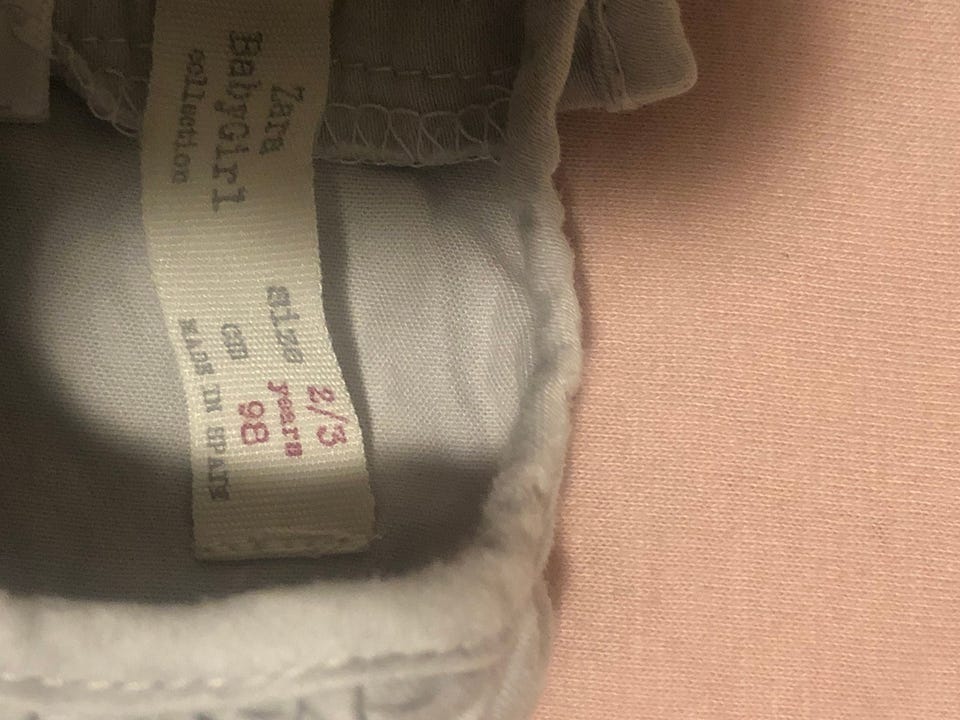 Zara
BabyGirl
collection
size 2/3
years
cm 98
MADE IN SPAIN